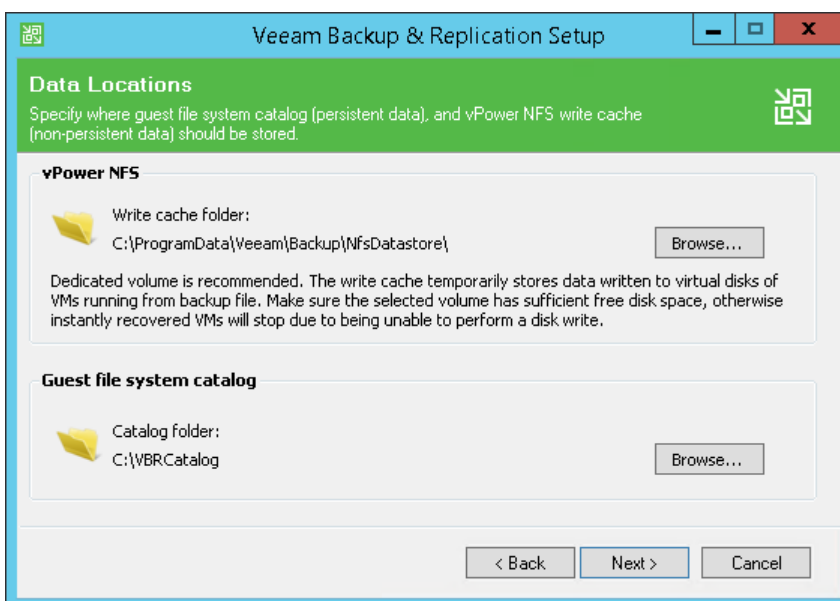 Veeam Backup & Replication Setup
Data Locations
Specify where guest file system catalog (persistent data), and vPower NFS write cache
(non-persistent data) should be stored.
vPower NFS
Write cache folder:
C:\ProgramData\Veeam\Backup\NfsDatastore\
Browse...
Dedicated volume is recommended. The write cache temporarily stores data written to virtual disks of
VMs running from backup file. Make sure the selected volume has sufficient free disk space, otherwise
instantly recovered VMs will stop due to being unable to perform a disk write.
Guest file system catalog
Catalog folder:
C:\VBRCatalog
Browse...
< Back
Next >
Cancel